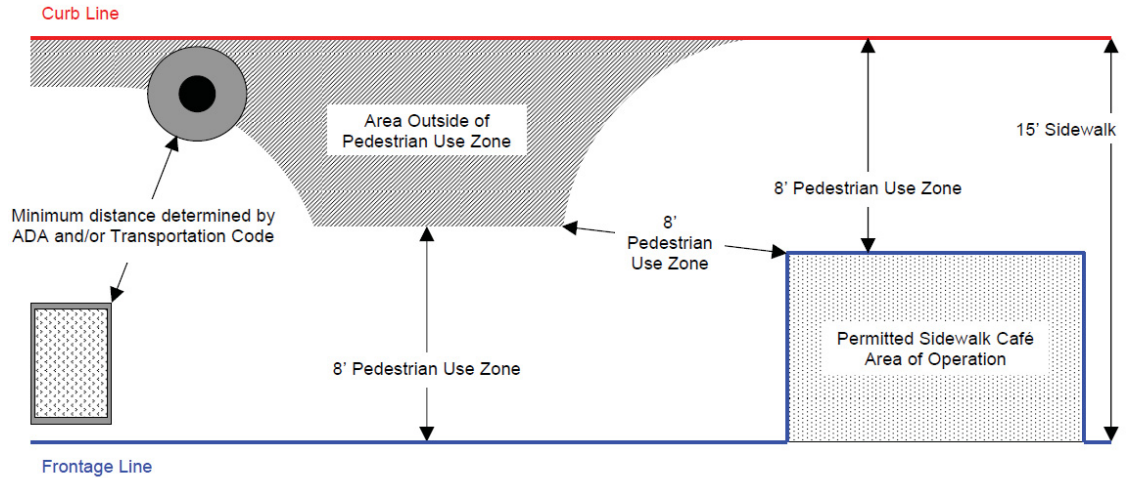 Curb Line
Area Outside of
Pedestrian Use Zone
15’ Sidewalk
8’ Pedestrian Use Zone
Minimum distance determined by
ADA and/or Transportation Code
8’
Pedestrian
Use Zone
Permitted Sidewalk Café
Area of Operation
8’ Pedestrian Use Zone
Frontage Line